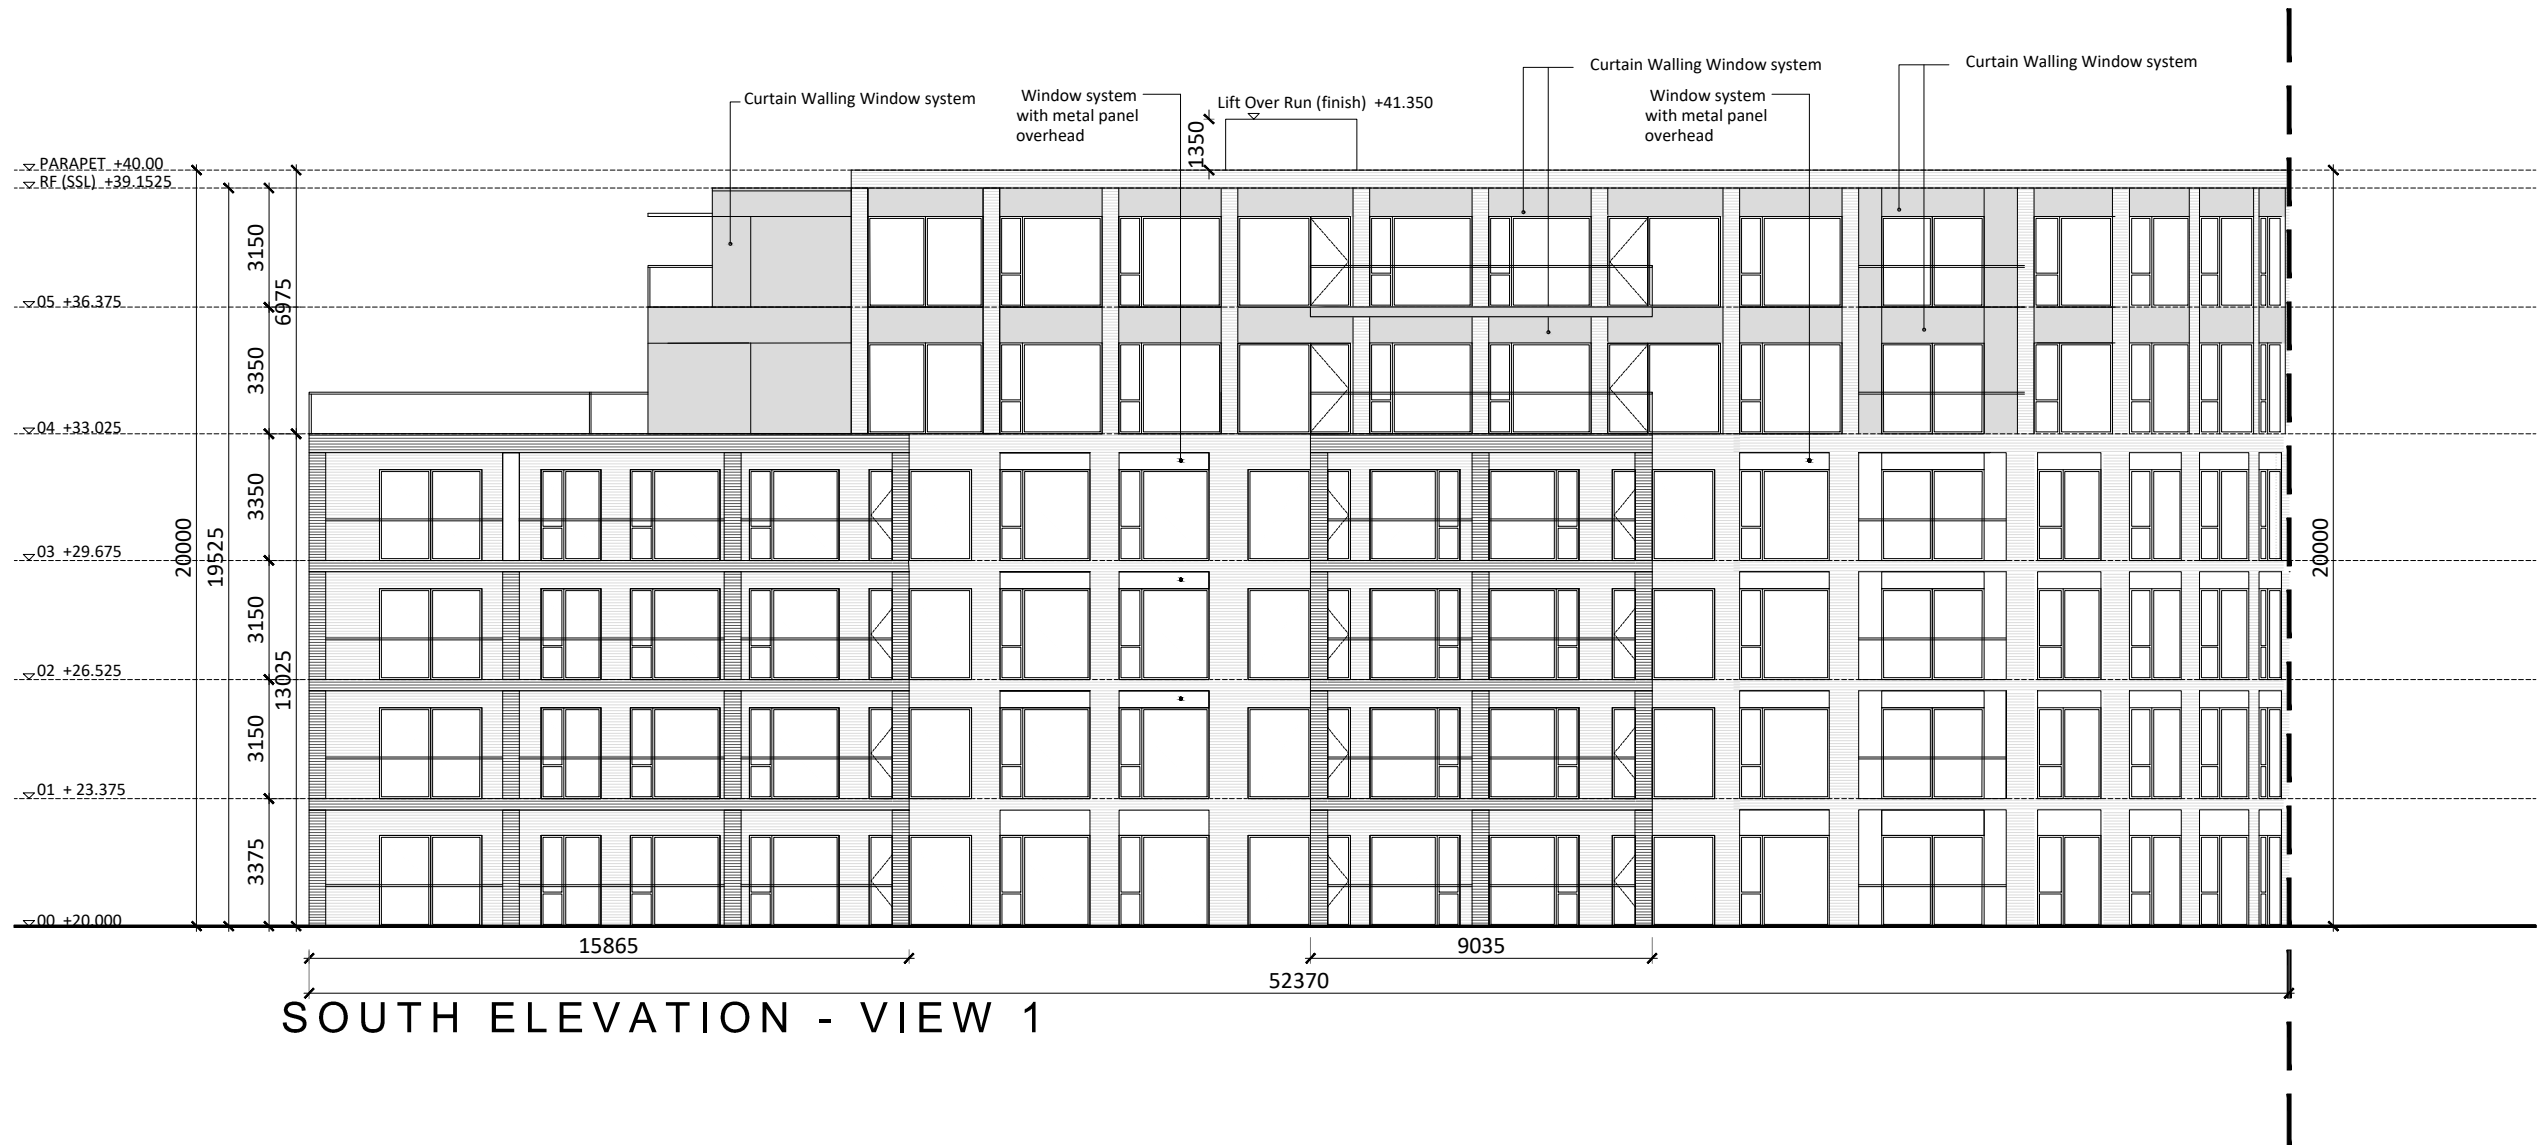 Curtain Walling Window system
Curtain Walling Window system
Curtain Walling Window system
Window system
with metal panel
overhead
Window system
with metal panel
overhead
Lift Over Run (finish) +41.350
1350
PARAPET +40.00
RF (SSL) +39.1525
05 +36.375
04 +33.025
03 +29.675
02 +26.525
01 + 23.375
00 +20.000
20000
19525
3150
3350
3350
3150
3150
3375
6975
13025
20000
15865
9035
52370
SOUTH ELEVATION - VIEW 1